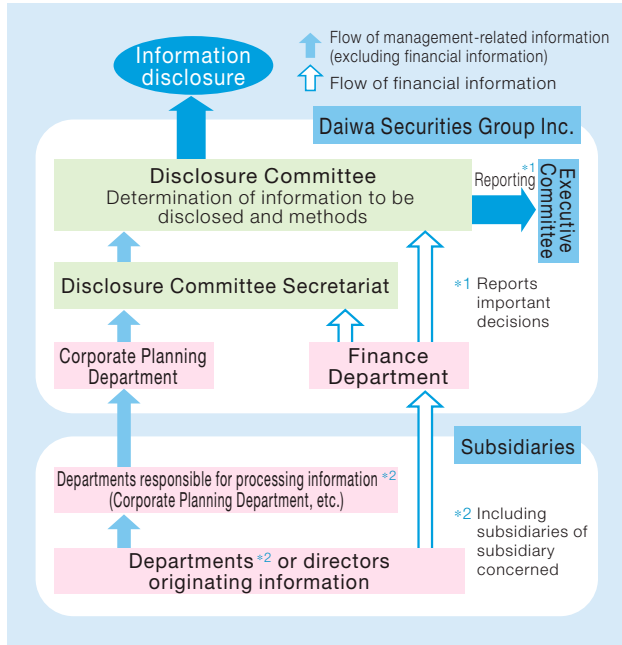 Information
disclosure
Flow of management-related information
(excluding financial information)
Flow of financial information
Daiwa Securities Group Inc.
Disclosure Committee
Determination of information to be
disclosed and methods
Reporting *1
Executive
Committee
Disclosure Committee Secretariat
*1 Reports
important
decisions
Corporate Planning
Department
Finance
Department
Subsidiaries
Departments responsible for processing information *2
(Corporate Planning Department, etc.)
*2 Including
subsidiaries of
subsidiary
concerned
Departments *2 or directors
originating information